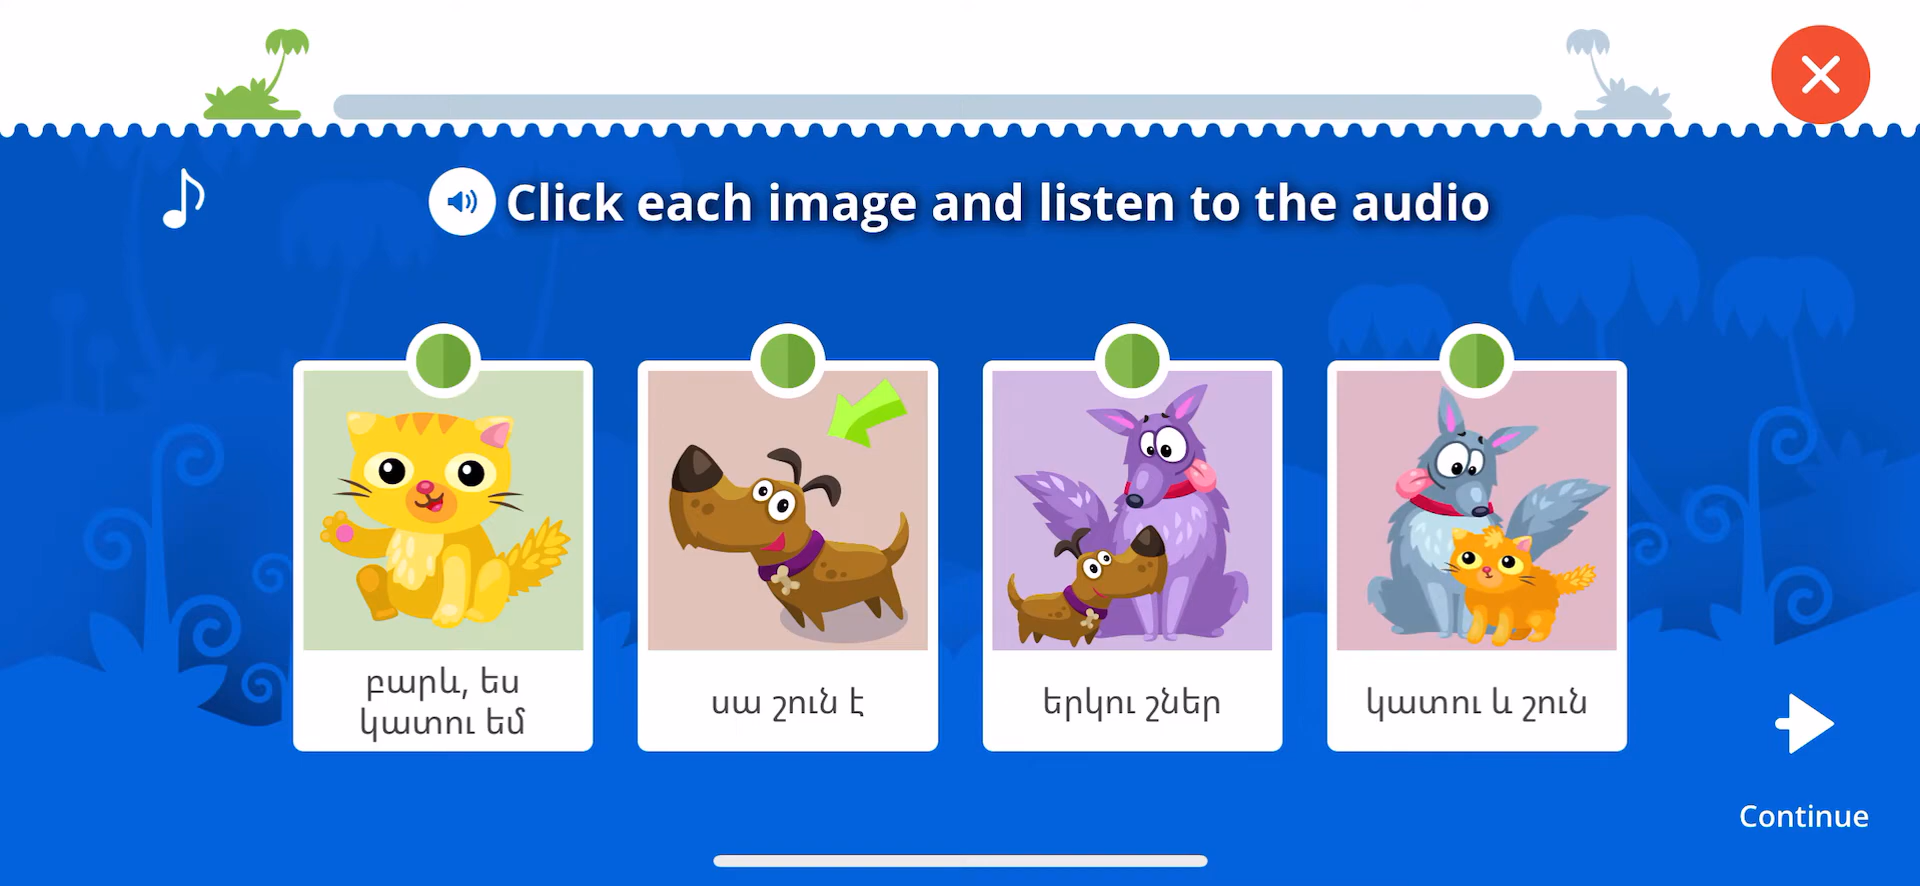 Click each image and listen to the audio
բարև, ես
կատու եմ
սա շուն է
երկու շներ
կատու և շուն
Continue